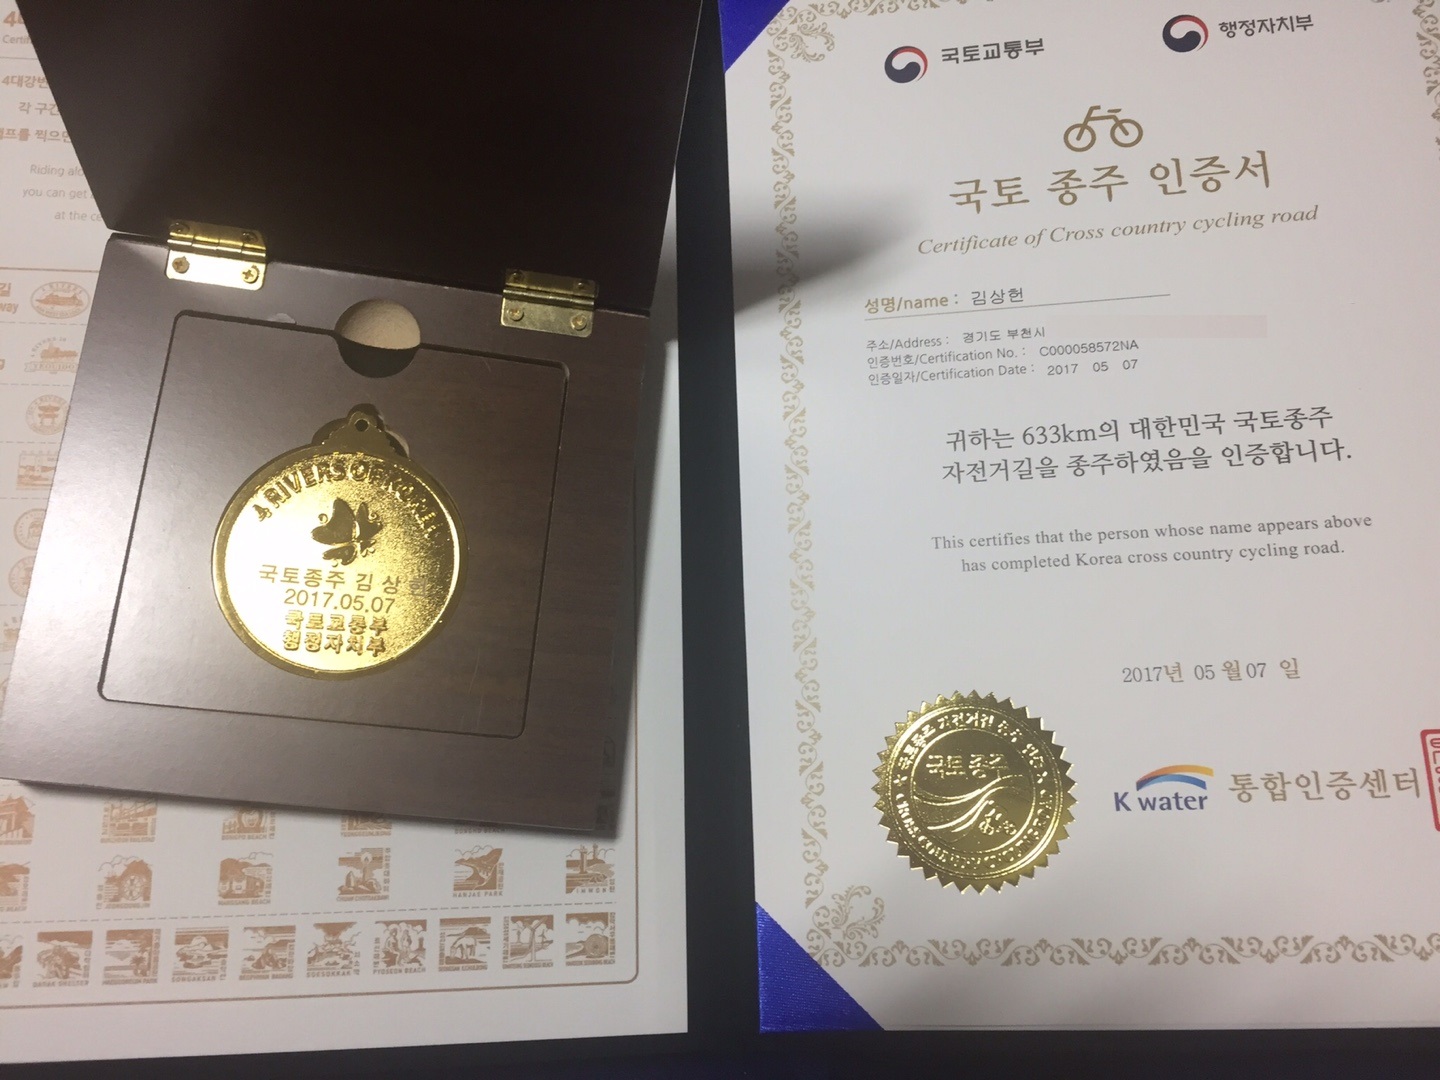 4대강변
각 구간
프를 찍으면
Riding alo
you can get
at the ce
4 RIVERS OF KOREA
국토종주 김상헌
2017.05.07
국토교통부
행정자치부
HANJAE PARK
IMWON
국토교통부
행정자치부
국토 종주 인증서
Certificate of Cross country cycling road
성명/name : 김상헌
주소/Address : 경기도 부천시
인증번호/Certification No. : C000058572NA
인증일자/Certification Date : 2017 05 07
귀하는 633km의 대한민국 국토종주
자전거길을 종주하였음을 인증합니다.
This certifies that the person whose name appears above
has completed Korea cross country cycling road.
2017년 05 월 07 일
국토종주
K water 통합인증센터